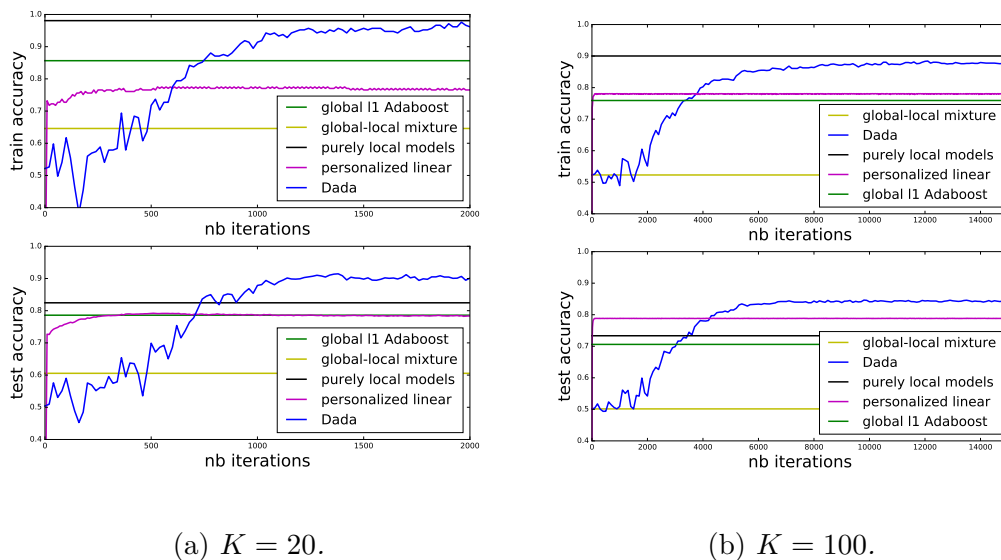 1.0
0.9
0.8
0.7
0.6
0.5
0.4
train accuracy
global l1 Adaboost
global-local mixture
purely local models
personalized linear
Dada
0 500 1000 1500 2000
nb iterations
1.0
0.9
0.8
0.7
0.6
0.5
0.4
test accuracy
global l1 Adaboost
global-local mixture
purely local models
personalized linear
Dada
0 500 1000 1500 2000
nb iterations
(a) K = 20.
1.0
0.9
0.8
0.7
0.6
0.5
0.4
train accuracy
global-local mixture
Dada
purely local models
personalized linear
global l1 Adaboost
0 2000 4000 6000 8000 10000 12000 14000
nb iterations
1.0
0.9
0.8
0.7
0.6
0.5
0.4
test accuracy
global-local mixture
Dada
purely local models
personalized linear
global l1 Adaboost
0 2000 4000 6000 8000 10000 12000 14000
nb iterations
(b) K = 100.